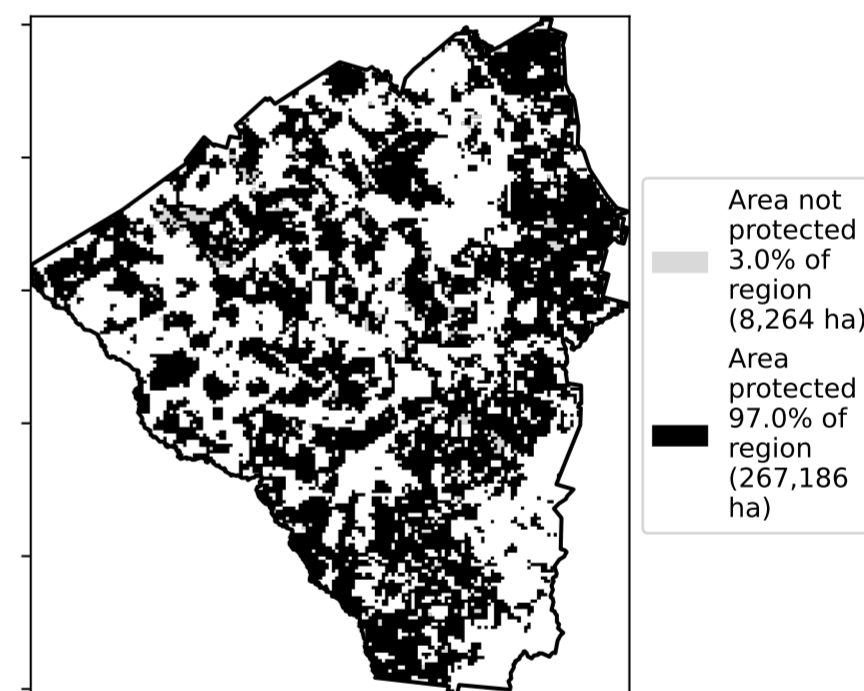 Area not
protected
3.0% of
region
(8,264 ha)
Area
protected
97.0% of
region
(267,186
ha)